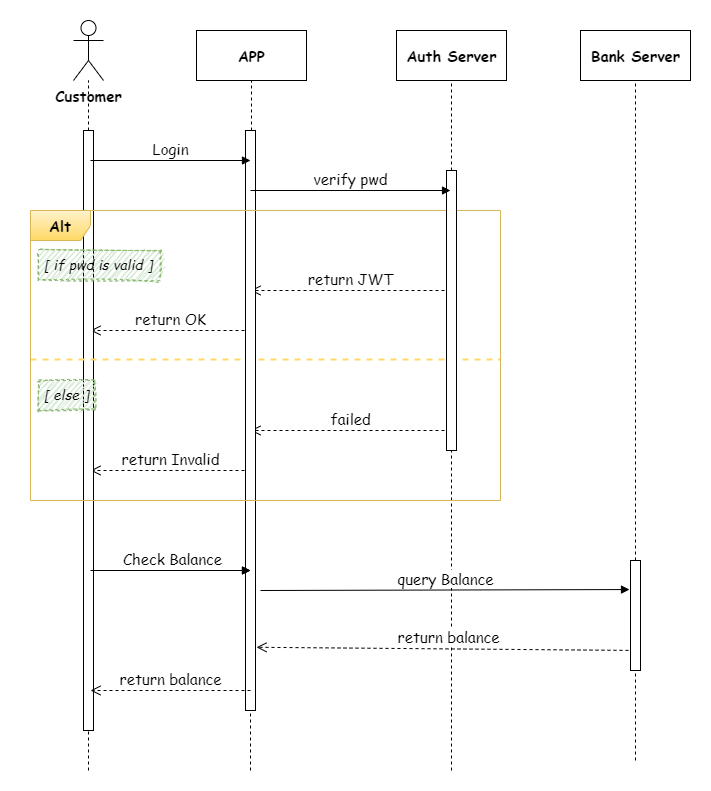 APP
Auth Server
Bank Server
Customer
Login
verify pwd
Alt
[ if pwd is valid ]
return JWT
return OK
[ else ]
failed
return Invalid
Check Balance
query Balance
return balance
return balance